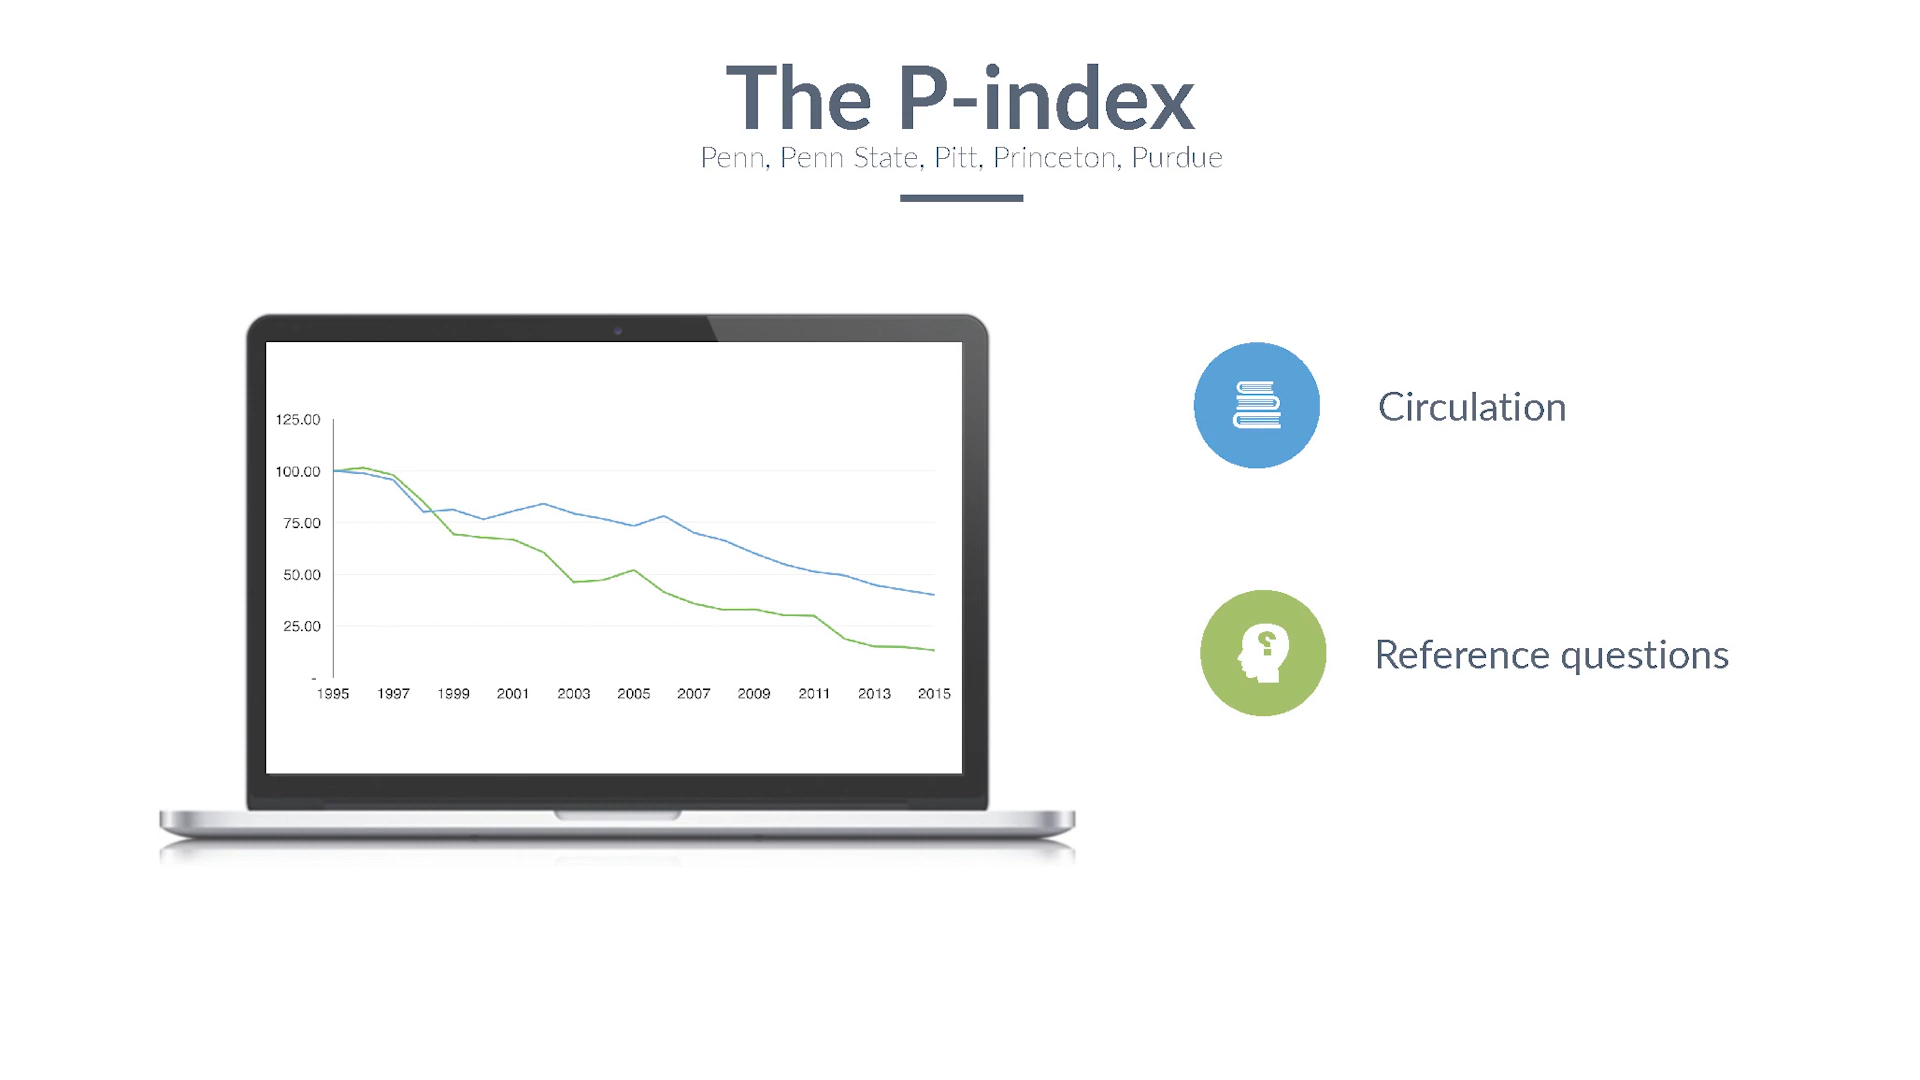 The P-index
Penn, Penn State, Pitt, Princeton, Purdue
125.00
100.00
75.00
50.00
25.00
-
1995 1997 1999 2001 2003 2005 2007 2009 2011 2013 2015
Circulation
?
Reference questions